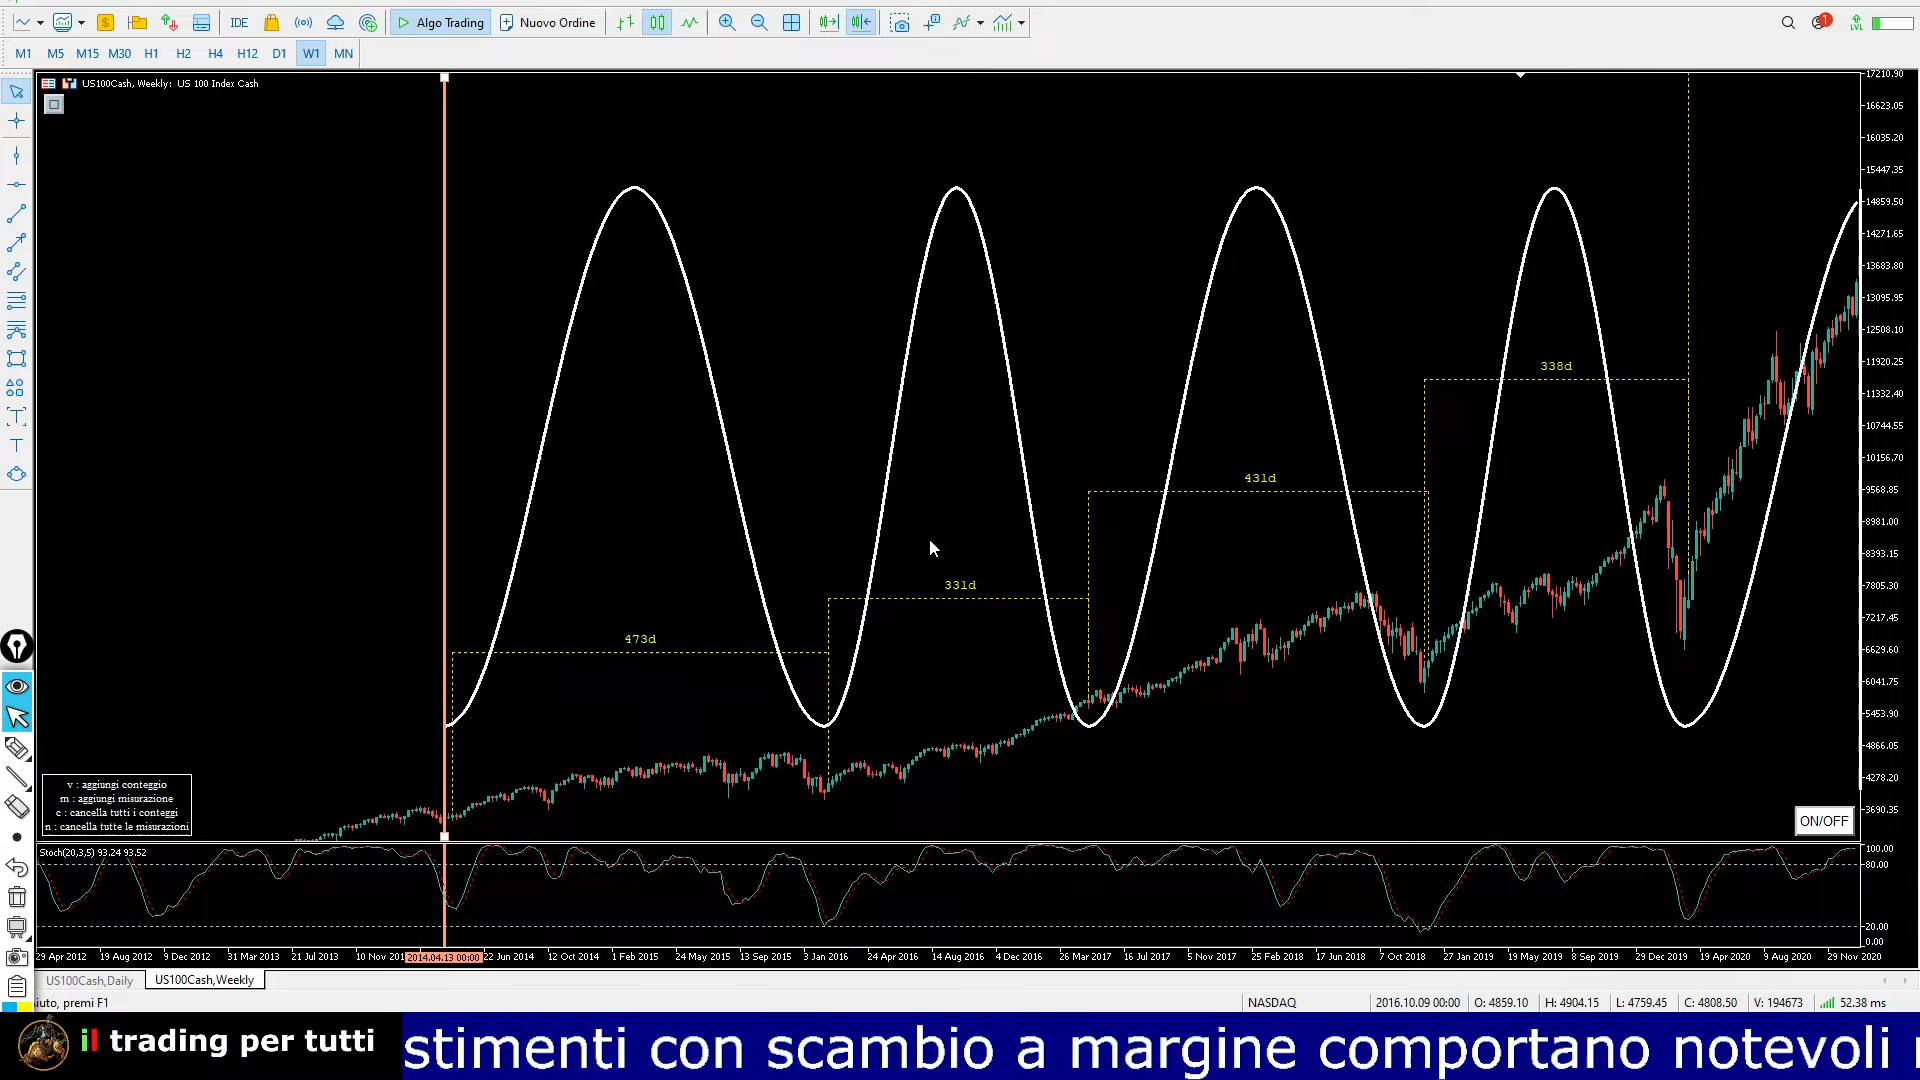 IDE
Algo Trading
Nuovo Ordine
1
LVL
M1 M5 M15 M30 H1 H2 H4 H12 D1 W1 MN
US100Cash, Weekly: US 100 Index Cash
17210.90
16623.05
16035.20
15447.35
14859.50
14271.65
13683.80
13095.95
12508.10
11920.25
11332.40
10744.55
10156.70
9568.85
8981.00
8393.15
7805.30
7217.45
6629.60
6041.75
5453.90
4866.05
4278.20
3690.35
338d
431d
331d
473d
v : aggiungi conteggio
m : aggiungi misurazione
c : cancella tutti i conteggi
n : cancella tutte le misurazioni
ON/OFF
Stoch(20,3,5) 93.24 93.52
100.00
80.00
20.00
0.00
29 Apr 2012 19 Aug 2012 9 Dec 2012 31 Mar 2013 21 Jul 2013 10 Nov 201 2014.04.13 00:00 22 Jun 2014 12 Oct 2014 1 Feb 2015 24 May 2015 13 Sep 2015 3 Jan 2016 24 Apr 2016 14 Aug 2016 4 Dec 2016 26 Mar 2017 16 Jul 2017 5 Nov 2017 25 Feb 2018 17 Jun 2018 7 Oct 2018 27 Jan 2019 19 May 2019 8 Sep 2019 29 Dec 2019 19 Apr 2020 9 Aug 2020 29 Nov 2020
US100Cash,Daily US100Cash,Weekly
iuto, premi F1
NASDAQ 2016.10.09 00:00 O: 4859.10 H: 4904.15 L: 4759.45 C: 4808.50 V: 194673 52.38 ms
il trading per tutti
stimenti con scambio a margine comportano notevoli